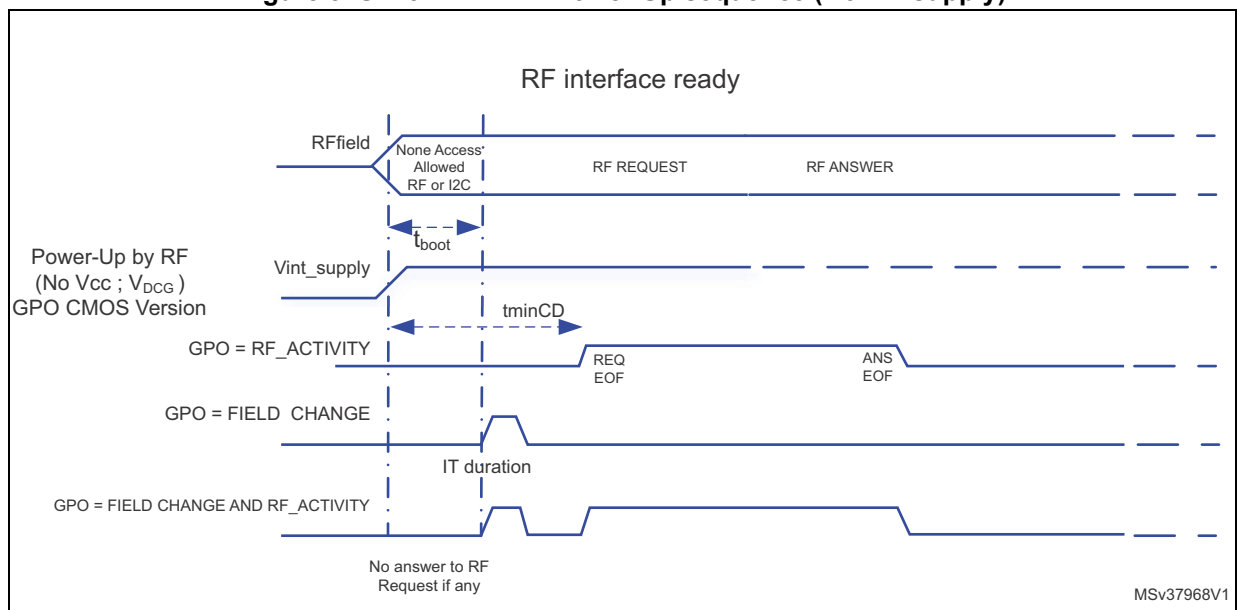 RF interface ready
RFfield
None Access
Allowed
RF or I2C
RF REQUEST
RF ANSWER
tboot
Power-Up by RF
(No Vcc ; VDCG )
GPO CMOS Version
Vint_supply
tminCD
GPO = RF_ACTIVITY
REQ
EOF
ANS
EOF
GPO = FIELD CHANGE
IT duration
GPO = FIELD CHANGE AND RF_ACTIVITY
No answer to RF
Request if any
MSv37968V1